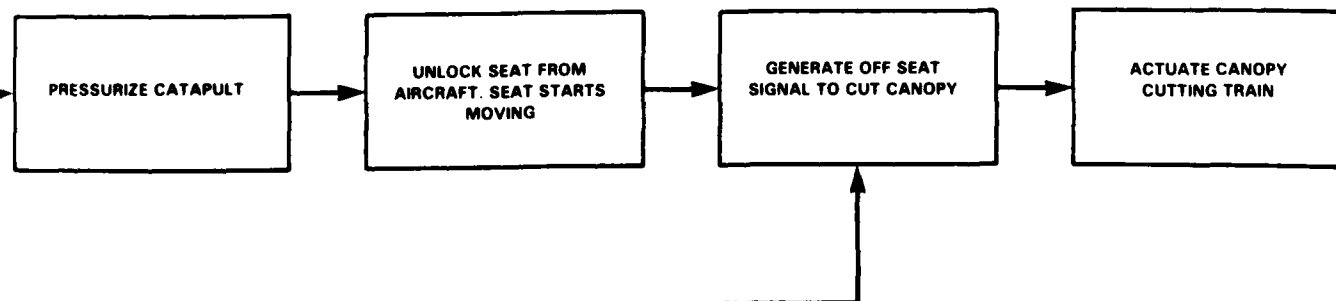 PRESSURIZE CATAPULT
UNLOCK SEAT FROM
AIRCRAFT. SEAT STARTS
MOVING
GENERATE OFF SEAT
SIGNAL TO CUT CANOPY
ACTUATE CANOPY
CUTTING TRAIN